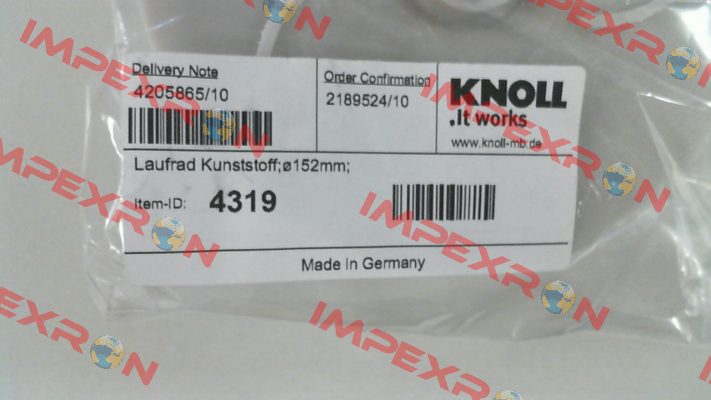 Delivery Note
4205865/10
Order Confirmation
2189524/10
KNOLL
.It works
www.knoll-mb.de
Laufrad Kunststoff;ø152mm;
Item-ID: 4319
Made in Germany
IMPEXRON
IMPEXRON
IMPEXRON
IMPEXRON
IMPEXRON
IMPEXRON